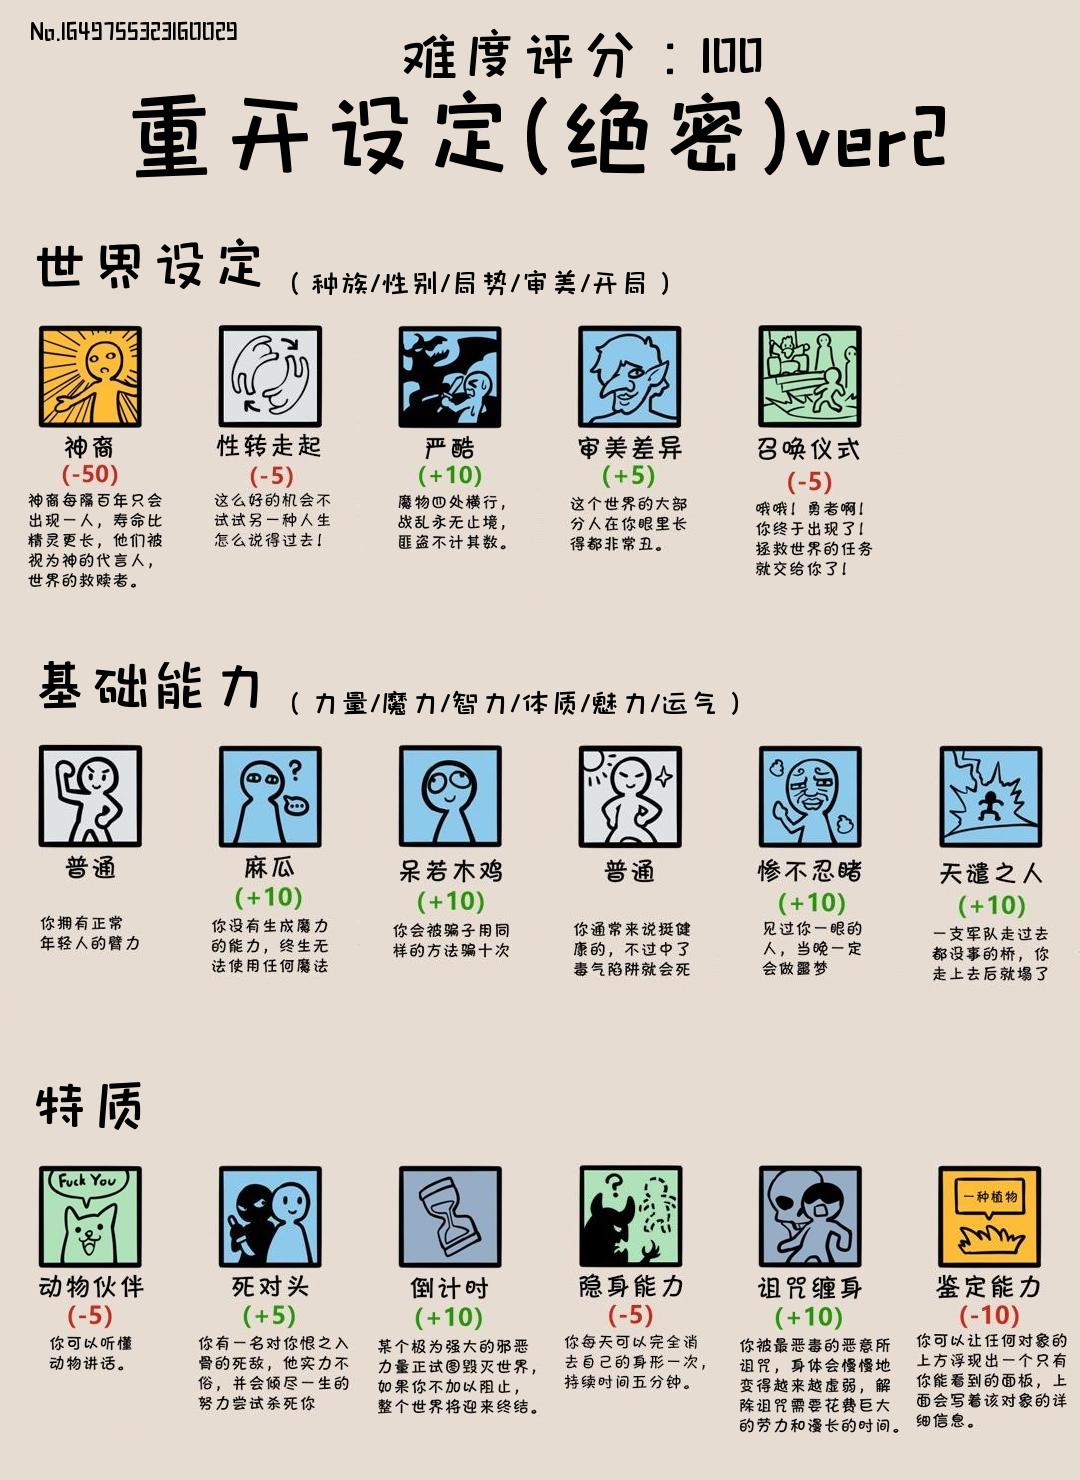 No.1649755323160029
难度评分：100
重开设定(绝密)ver2
世界设定 （种族/性别/局势/审美/开局）
神裔
(-50)
神裔每隔百年只会
出现一人，寿命比
精灵更长，他们被
视为神的代言人，
世界的救赎者。
性转走起
(-5)
这么好的机会不
试试另一种人生
怎么说得过去！
严酷
(+10)
魔物四处横行，
战乱永无止境，
匪盗不计其数。
审美差异
(+5)
这个世界的大部
分人在你眼里长
得都非常丑。
召唤仪式
(-5)
哦哦！勇者啊！
你终于出现了！
拯救世界的任务
就交给你了！
基础能力 （力量/魔力/智力/体质/魅力/运气）
普通
你拥有正常
年轻人的臂力
?
麻瓜
(+10)
你没有生成魔力
的能力，终生无
法使用任何魔法
呆若木鸡
(+10)
你会被骗子用同
样的方法骗十次
普通
你通常来说挺健
康的，不过中了
毒气陷阱就会死
惨不忍睹
(+10)
见过你一眼的
人，当晚一定
会做噩梦
天谴之人
(+10)
一支军队走过去
都没事的桥，你
走上去后就塌了
特质
Fuck You
动物伙伴
(-5)
你可以听懂
动物讲话。
死对头
(+5)
你有一名对你恨之入
骨的死敌，他实力不
俗，并会倾尽一生的
努力尝试杀死你
倒计时
(+10)
某个极为强大的邪恶
力量正试图毁灭世界，
如果你不加以阻止，
整个世界将迎来终结。
?
隐身能力
(-5)
你每天可以完全消
去自己的身形一次，
持续时间五分钟。
诅咒缠身
(+10)
你被最恶毒的恶意所
诅咒，身体会慢慢地
变得越来越虚弱，解
除诅咒需要花费巨大
的劳力和漫长的时间。
一种植物
鉴定能力
(-10)
你可以让任何对象的
上方浮现出一个只有
你能看到的面板，上
面会写着该对象的详
细信息。